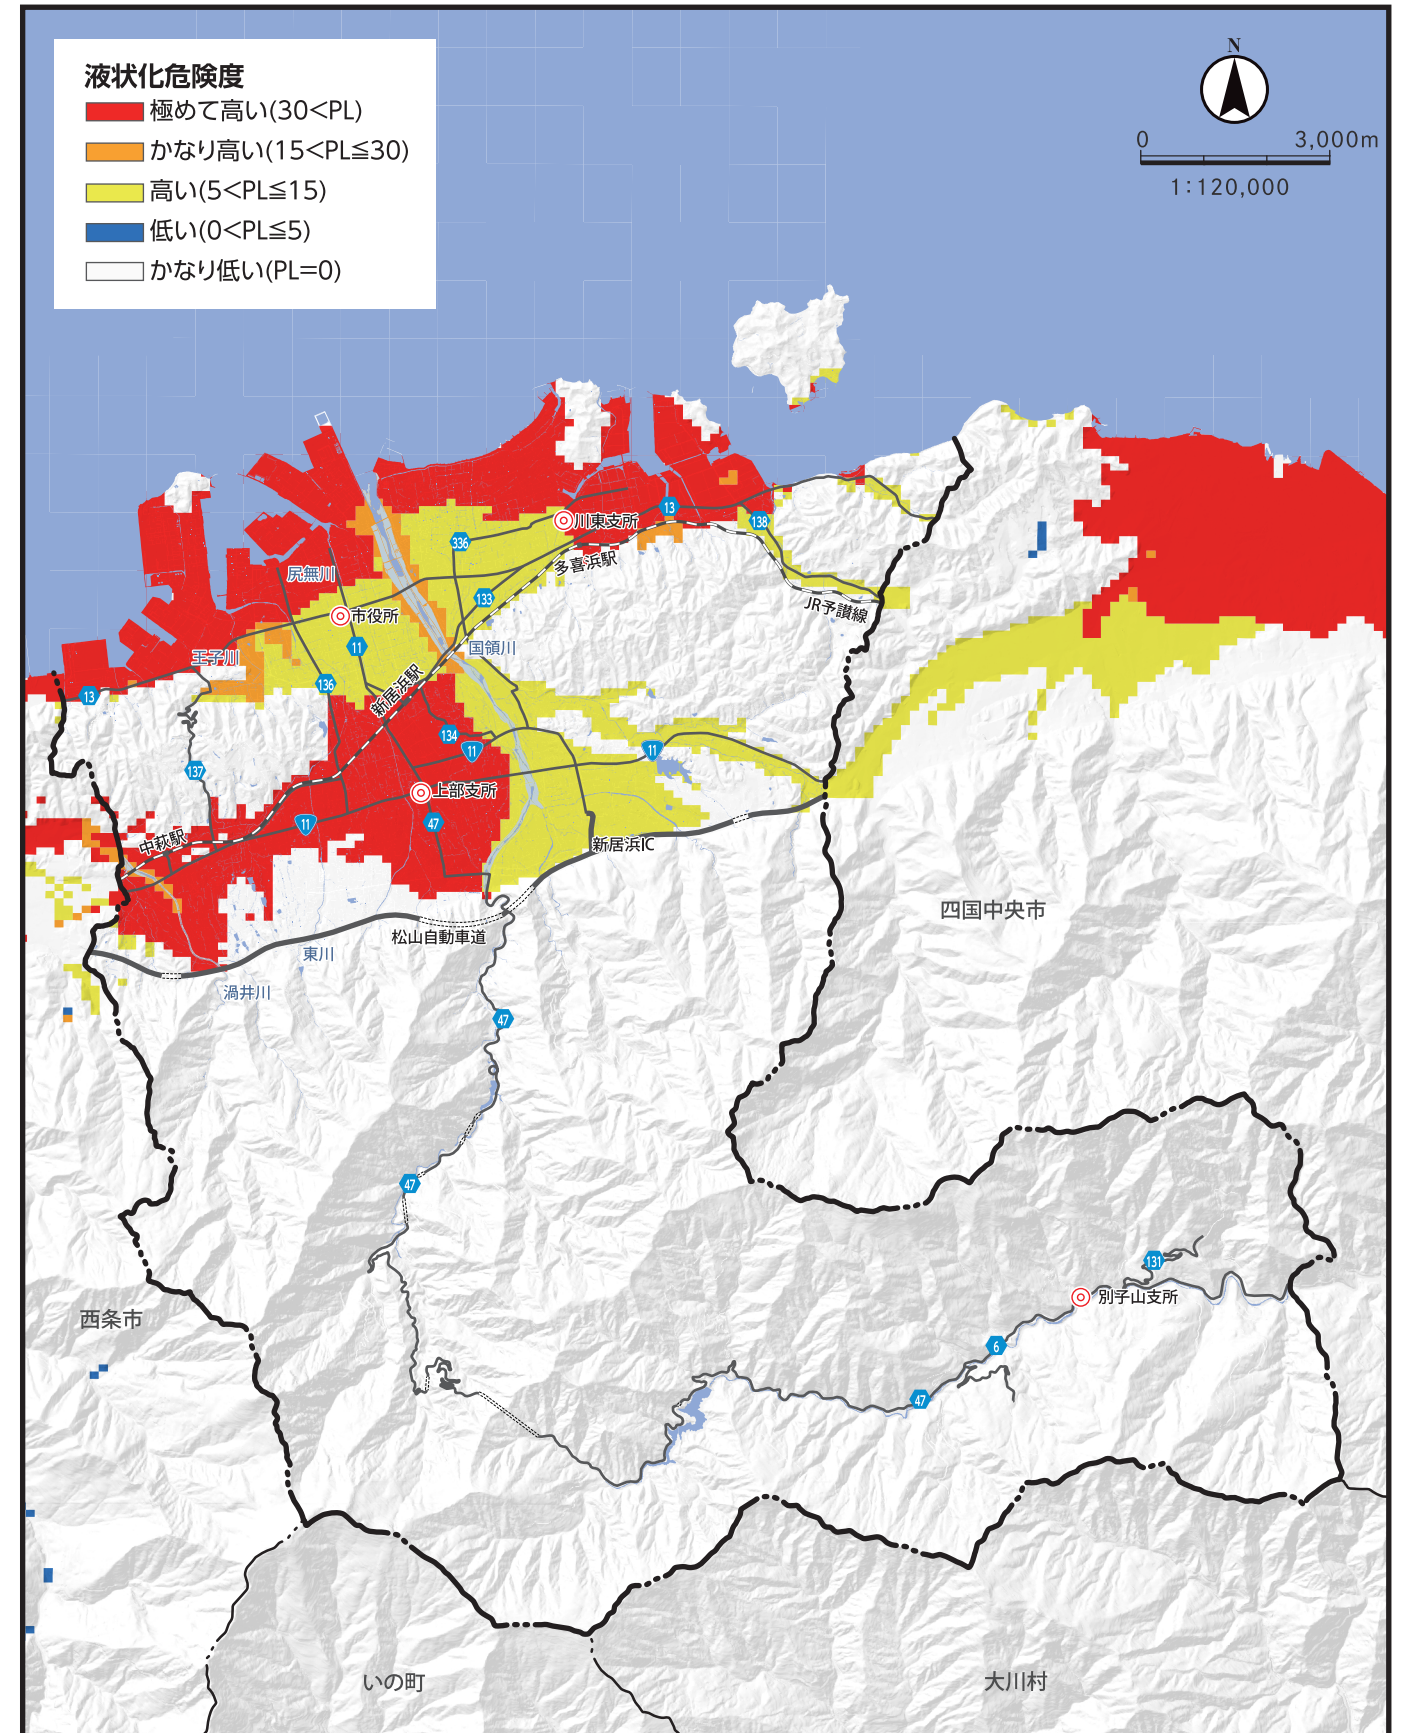 液状化危険度
極めて高い(30<PL)
かなり高い(15<PL≦30)
高い(5<PL≦15)
低い(0<PL≦5)
かなり低い(PL=0)
N
0 3,000m
1:120,000
13
138
川東支所
336
多喜浜駅
尻無川
133
JR予讃線
市役所
11
国領川
王子川
136
13
新居浜駅
134
11
11
137
上部支所
47
11
中萩駅
新居浜IC
四国中央市
松山自動車道
東川
渦井川
47
47
131
別子山支所
西条市
6
47
いの町
大川村